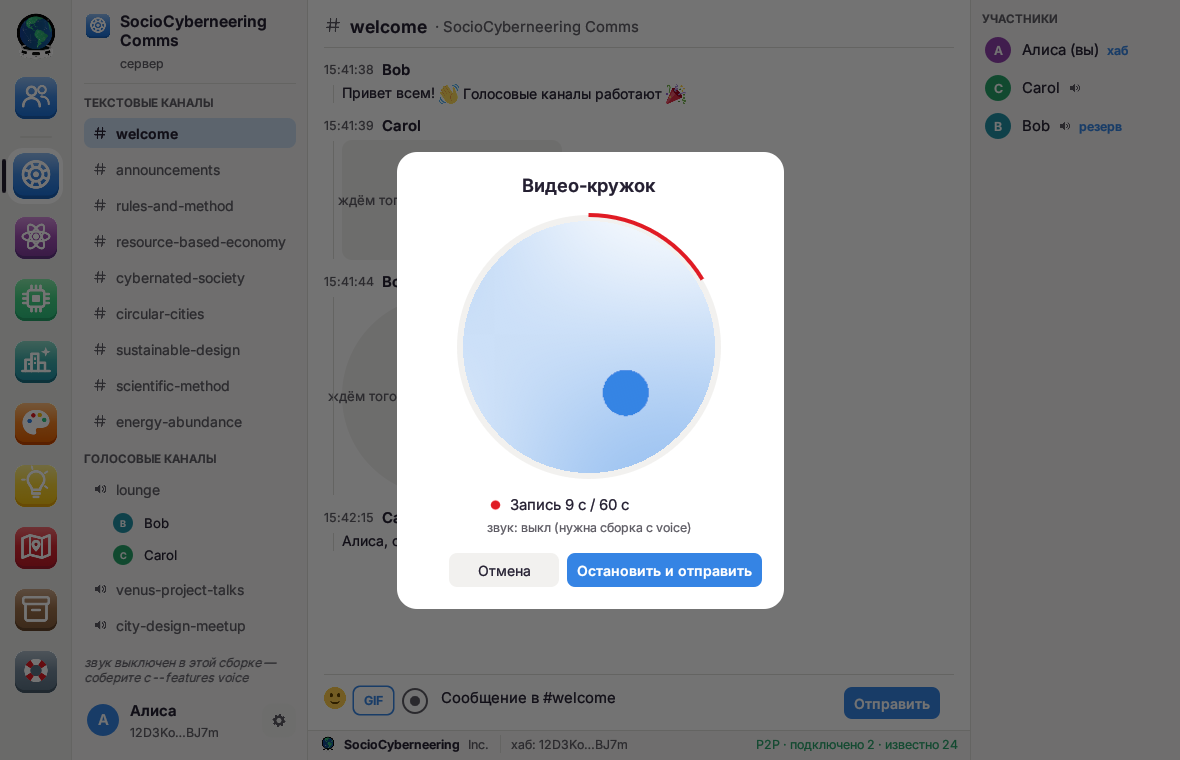 SocioCyberneering
Comms
сервер
ТЕКСТОВЫЕ КАНАЛЫ
# welcome
# announcements
# rules-and-method
# resource-based-economy
# cybernated-society
# circular-cities
# sustainable-design
# scientific-method
# energy-abundance
ГОЛОСОВЫЕ КАНАЛЫ
lounge
B Bob
C Carol
venus-project-talks
city-design-meetup
звук выключен в этой сборке —
соберите с --features voice
А Алиса
12D3Ko...BJ7m
# welcome · SocioCyberneering Comms
15:41:38 Bob
Привет всем! 👋 Голосовые каналы работают 🎉
15:41:39 Carol
ждём
15:41:44
ждём
15:42:15
Алиса,
Видео-кружок
Запись 9 с / 60 с
звук: выкл (нужна сборка с voice)
Отмена
Остановить и отправить
GIF
Сообщение в #welcome
Отправить
SocioCyberneering Inc.
хаб: 12D3Ko...BJ7m
P2P · подключено 2 · известно 24
УЧАСТНИКИ
А Алиса (вы) хаб
C Carol
B Bob резерв